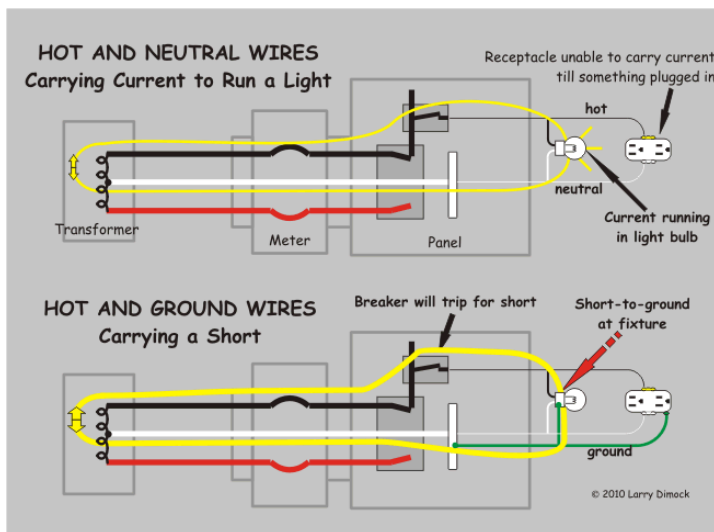 HOT AND NEUTRAL WIRES
Carrying Current to Run a Light
Receptacle unable to carry current
till something plugged in
hot
neutral
Current running
in light bulb
Transformer
Meter
Panel
HOT AND GROUND WIRES
Carrying a Short
Breaker will trip for short
Short-to-ground
at fixture
ground
© 2010 Larry Dimock